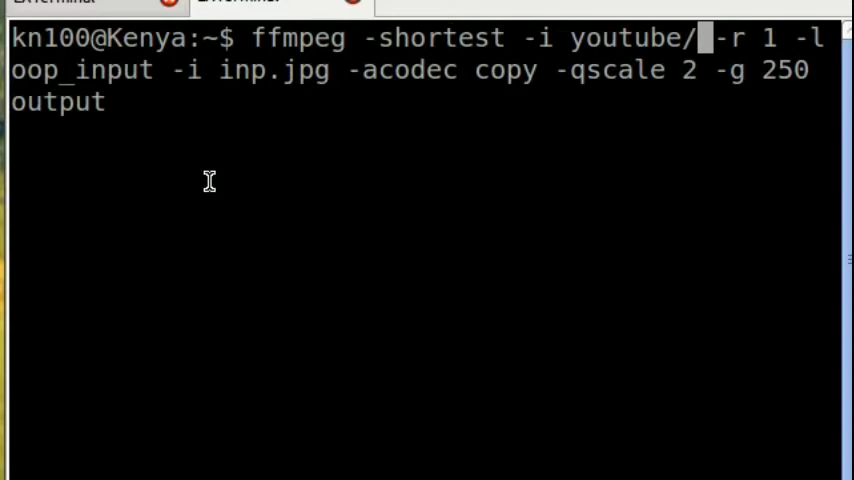 kn100@Kenya:~$ ffmpeg -shortest -i youtube/ -r 1 -l
oop_input -i inp.jpg -acodec copy -qscale 2 -g 250
output